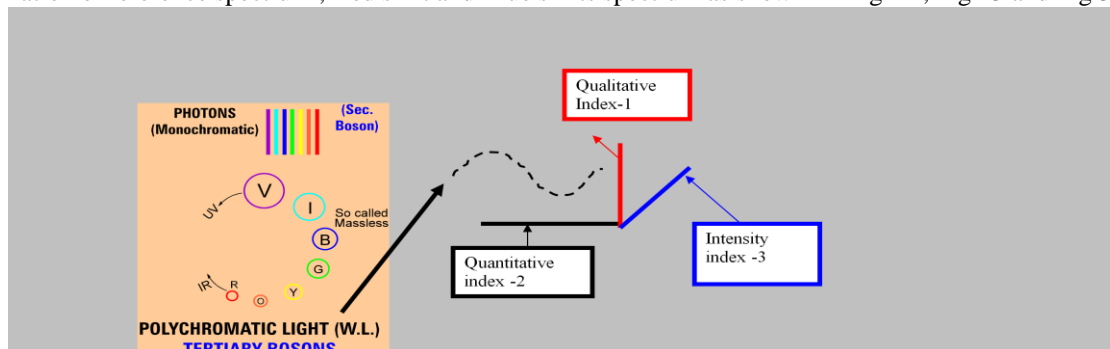 PHOTONS
(Monochromatic)
(Sec.
Boson)
V
UV
I
So called
Massless
B
G
Y
O
R
IR
POLYCHROMATIC LIGHT (W.L.)
TERTIARY BOSONS
Qualitative
Index-1
Quantitative
index -2
Intensity
index -3